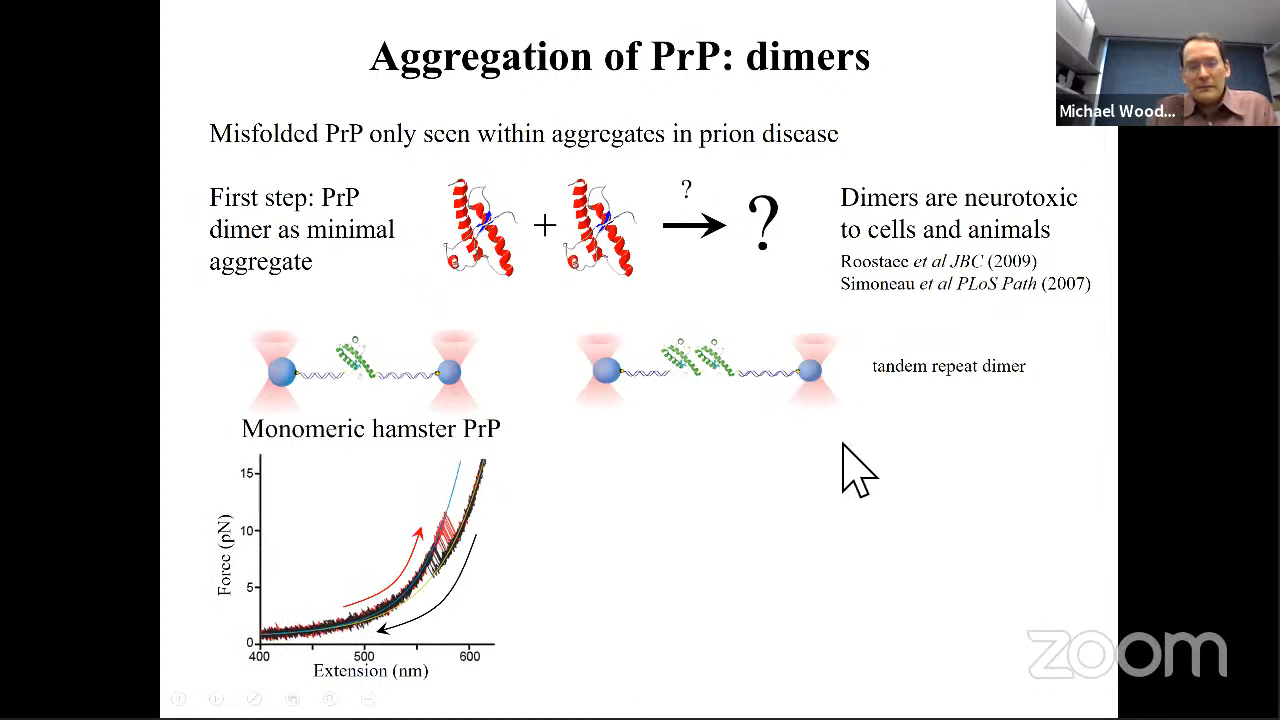 Aggregation of PrP: dimers
Michael Wood...
Misfolded PrP only seen within aggregates in prion disease
First step: PrP
dimer as minimal
aggregate
+
?
?
Dimers are neurotoxic
to cells and animals
Roostaee et al JBC (2009)
Simoneau et al PLoS Path (2007)
tandem repeat dimer
Monomeric hamster PrP
Force (pN)
15
10
5
0
400
500
600
Extension (nm)
zoom